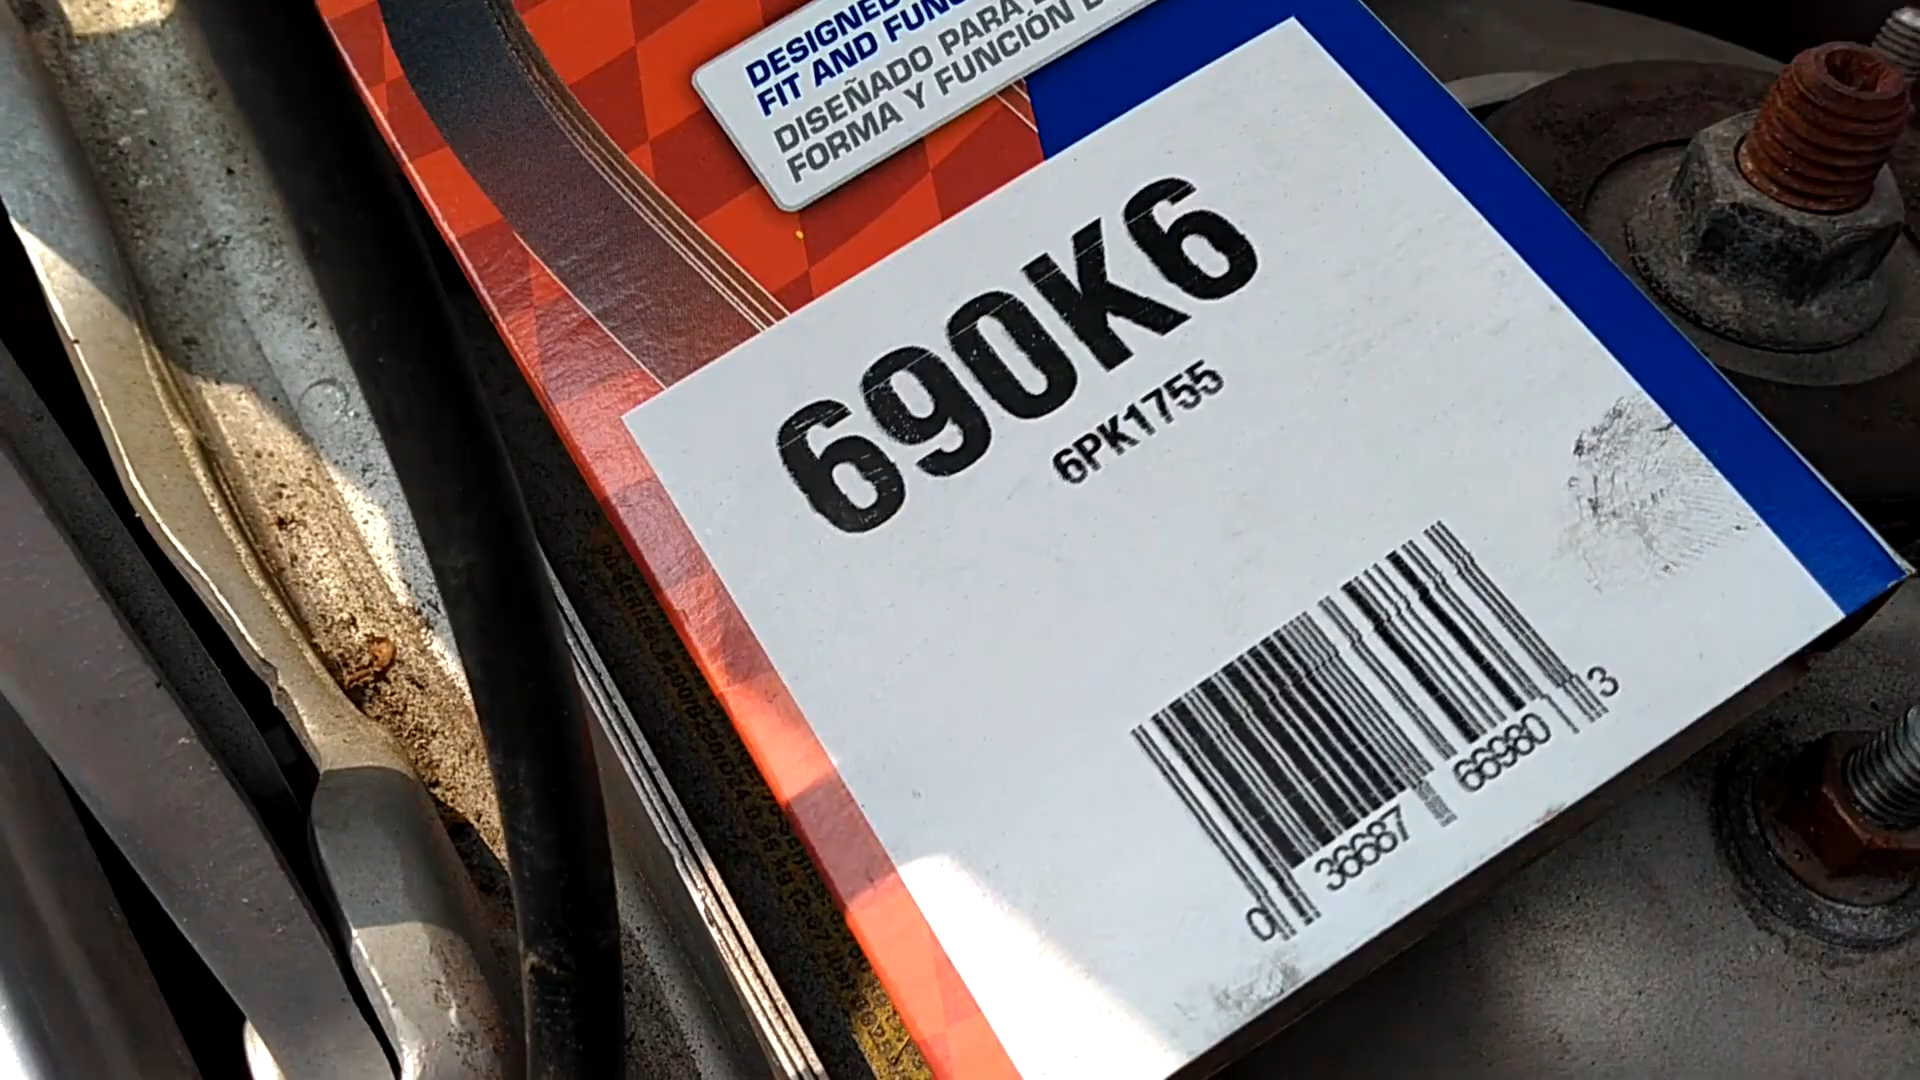 DESIGNED
FIT AND FUNC
DISEÑADO PARA
FORMA Y FUNCIÓN
690K6
6PK1755
0 36687 66980 3